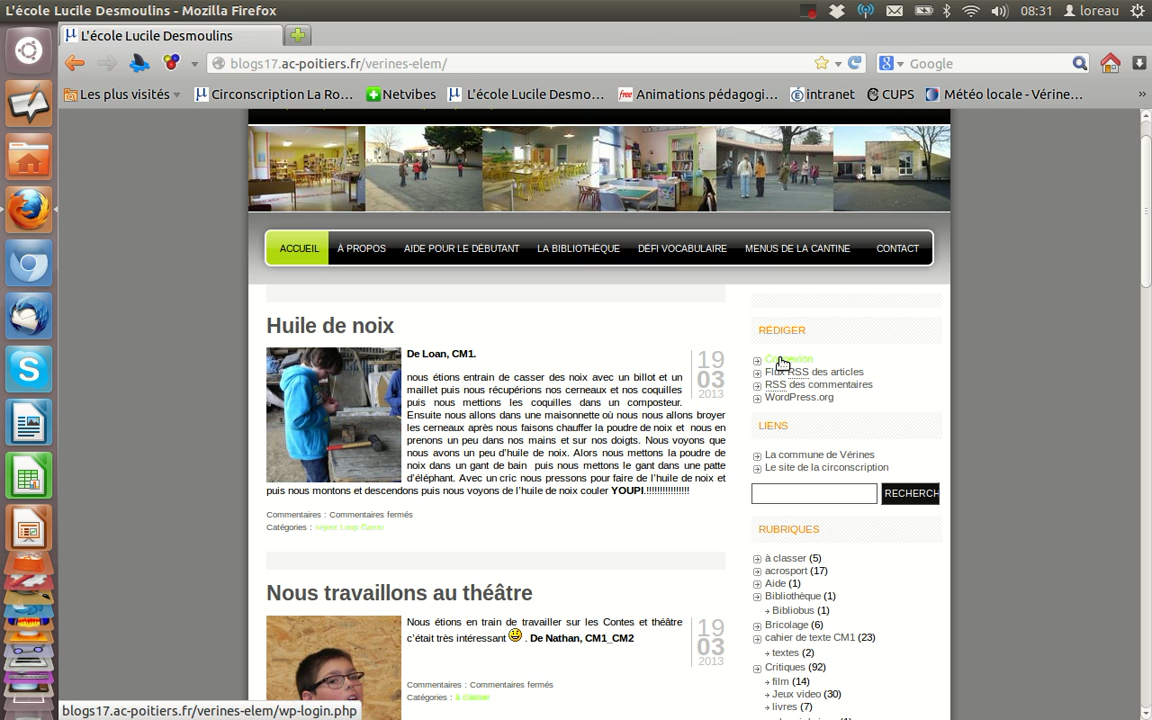 L'école Lucile Desmoulins - Mozilla Firefox
08:31 loreau
L'école Lucile Desmoulins
blogs17.ac-poitiers.fr/verines-elem/
Google
Les plus visités
Circonscription La Ro...
Netvibes
L'école Lucile Desmo...
free Animations pédagogi...
intranet
CUPS
Météo locale - Vérine...
ACCUEIL
À PROPOS
AIDE POUR LE DÉBUTANT
LA BIBLIOTHÈQUE
DÉFI VOCABULAIRE
MENUS DE LA CANTINE
CONTACT
Huile de noix
De Loan, CM1.
19
03
2013
nous étions entrain de casser des noix avec un billot et un
maillet puis nous récupérions nos cerneaux et nos coquilles
puis nous mettions les coquilles dans un composteur.
Ensuite nous allons dans une maisonnette où nous nous allons broyer
les cerneaux après nous faisons chauffer la poudre de noix et nous en
prenons un peu dans nos mains et sur nos doigts. Nous voyons que
nous avons un peu d'huile de noix. Alors nous mettons la poudre de
noix dans un gant de bain puis nous mettons le gant dans une patte
d'éléphant. Avec un cric nous pressons pour faire de l'huile de noix et
puis nous montons et descendons puis nous voyons de l'huile de noix couler YOUPI.!!!!!!!!!!!!!!!!
Commentaires : Commentaires fermés
Catégories : séjour Loup Garou
Nous travaillons au théâtre
Nous étions en train de travailler sur les Contes et théâtre
c'était très intéressant . De Nathan, CM1_CM2
19
03
2013
Commentaires : Commentaires fermés
Catégories : à classer
RÉDIGER
Connexion
Flux RSS des articles
RSS des commentaires
WordPress.org
LIENS
La commune de Vérines
Le site de la circonscription
RECHERCH
RUBRIQUES
à classer (5)
acrosport (17)
Aide (1)
Bibliothèque (1)
Bibliobus (1)
Bricolage (6)
cahier de texte CM1 (23)
textes (2)
Critiques (92)
film (14)
Jeux video (30)
livres (7)
blogs17.ac-poitiers.fr/verines-elem/wp-login.php